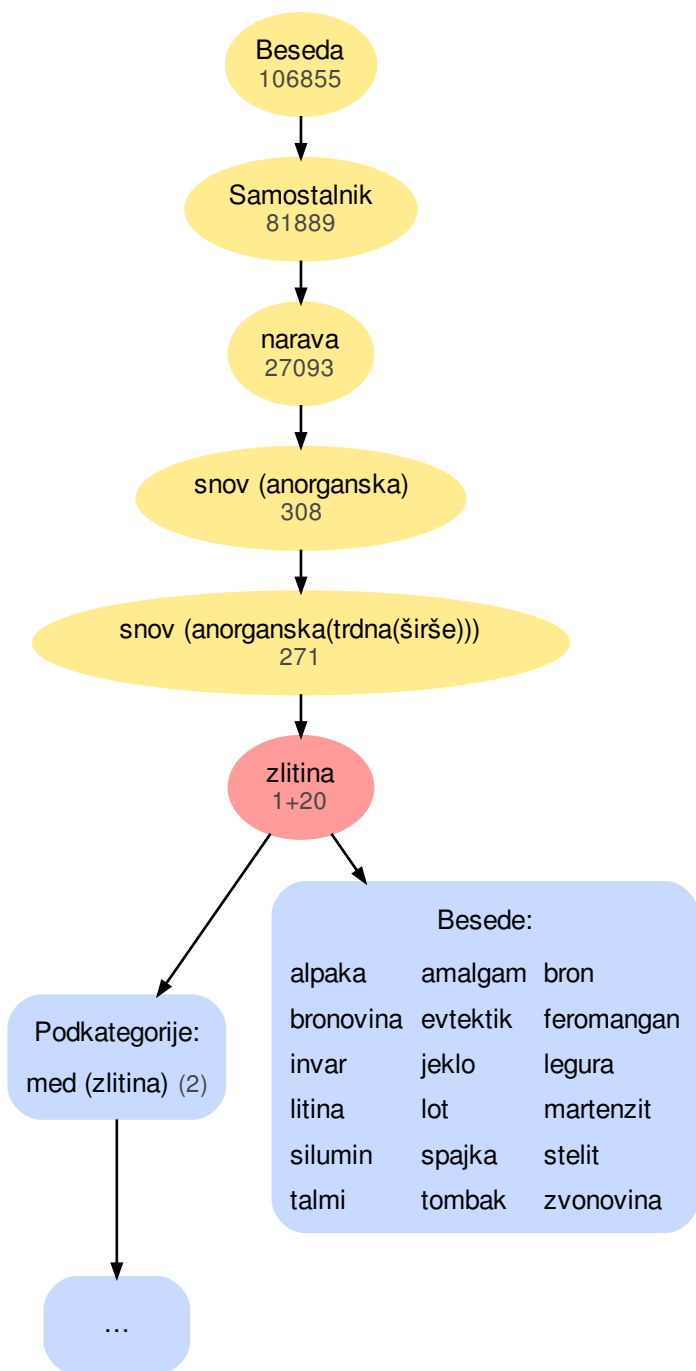 Beseda
106855
Samostalnik
81889
narava
27093
snov (anorganska)
308
snov (anorganska(trdna(širše)))
271
zlitina
1+20
Podkategorije:
med (zlitina) (2)
...
Besede:
alpaka amalgam bron
bronovina evtektik feromangan
invar jeklo legura
litina lot martenzit
silumin spajka stelit
talmi tombak zvonovina